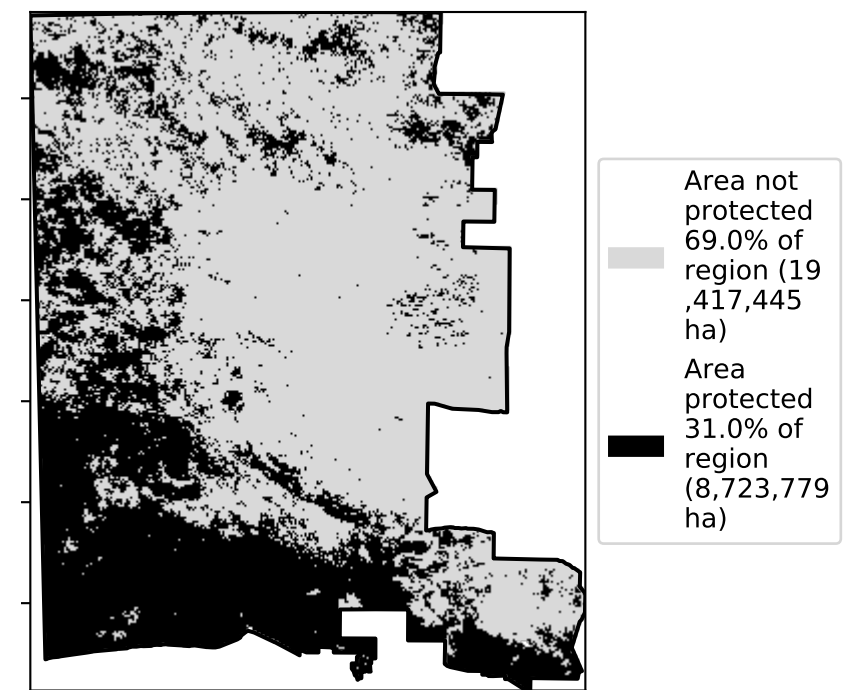 Area not
protected
69.0% of
region (19
,417,445
ha)
Area
protected
31.0% of
region
(8,723,779
ha)